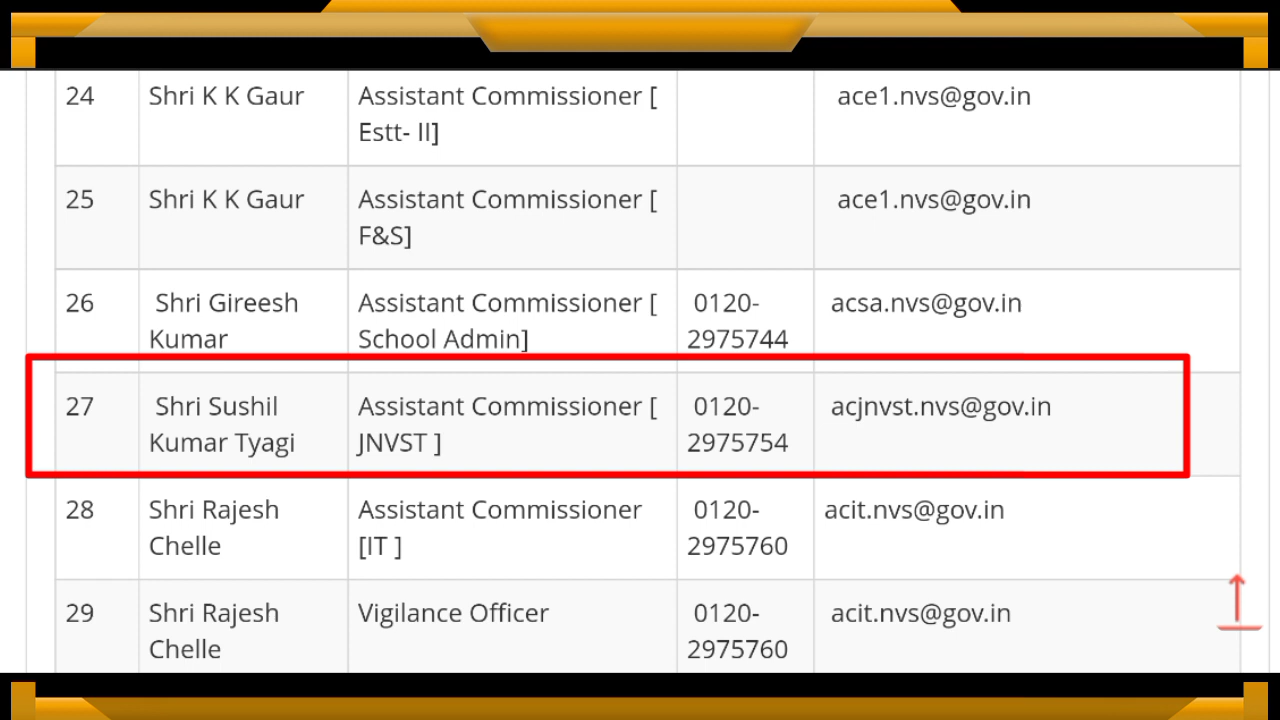 24 Shri K K Gaur Assistant Commissioner [ ace1.nvs@gov.in
Estt- II]
25 Shri K K Gaur Assistant Commissioner [ ace1.nvs@gov.in
F&S]
26 Shri Gireesh Assistant Commissioner [ 0120- acsa.nvs@gov.in
Kumar School Admin] 2975744
27 Shri Sushil Assistant Commissioner [ 0120- acjnvst.nvs@gov.in
Kumar Tyagi JNVST ] 2975754
28 Shri Rajesh Assistant Commissioner 0120- acit.nvs@gov.in
Chelle [IT ] 2975760
29 Shri Rajesh Vigilance Officer 0120- acit.nvs@gov.in
Chelle 2975760